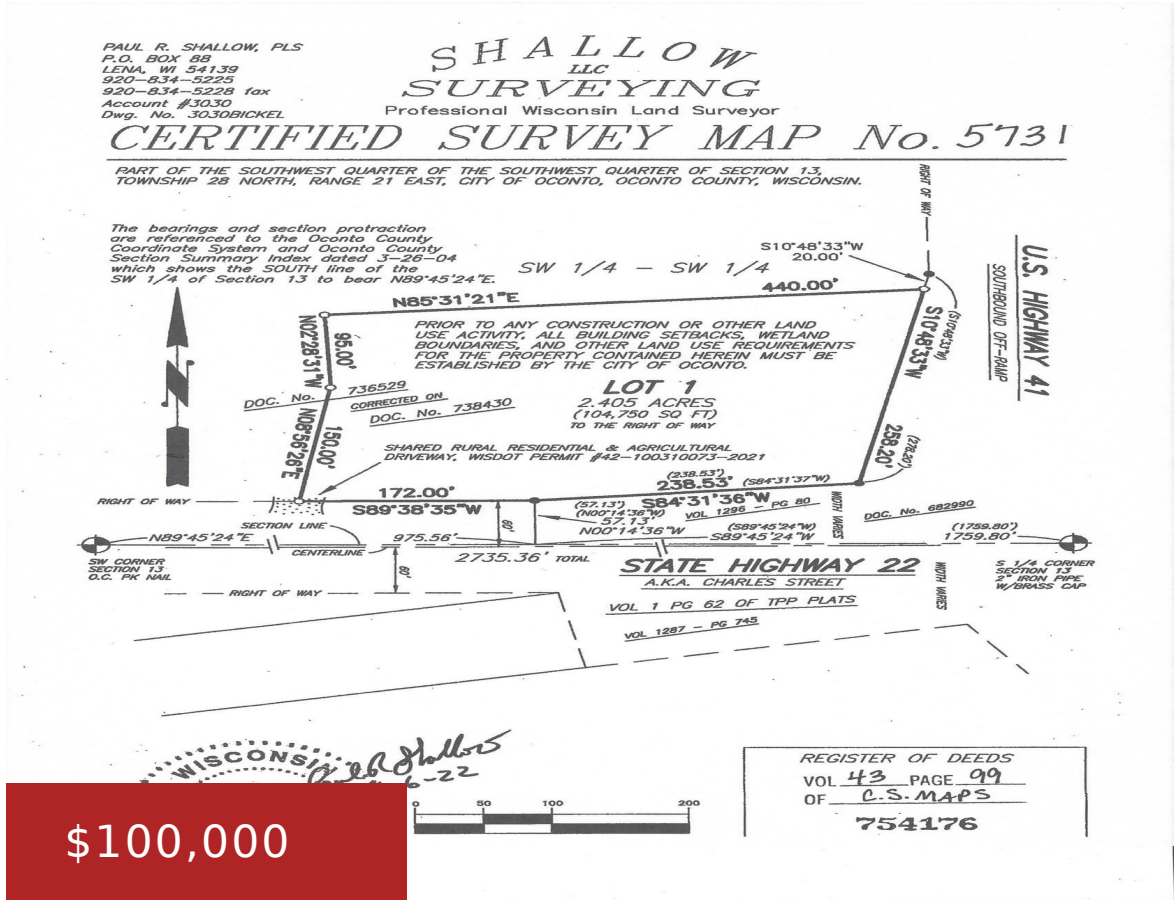 PAUL R. SHALLOW, PLS
P.O. BOX 88
LENA, WI 54139
920-834-5225
920-834-5228 fax
Account #3030
Dwg. No. 3030BICKEL
SHALLOW
LLC
SURVEYING
Professional Wisconsin Land Surveyor
CERTIFIED SURVEY MAP No. 5731
PART OF THE SOUTHWEST QUARTER OF THE SOUTHWEST QUARTER OF SECTION 13,
TOWNSHIP 28 NORTH, RANGE 21 EAST, CITY OF OCONTO, OCONTO COUNTY, WISCONSIN.
RIGHT OF WAY
The bearings and section protraction
are referenced to the Oconto County
Coordinate System and Oconto County
Section Summary Index dated 3-26-04
which shows the SOUTH line of the
SW 1/4 of Section 13 to bear N89°45'24"E.
SW 1/4 - SW 1/4
S10°48'33"W
20.00'
U.S. HIGHWAY 41
SOUTHBOUND OFF-RAMP
N85°31'21"E
440.00'
N
N02°28'31"W
95.00'
(S10°48'33"W)
S10°48'33"W
258.20'
(278.20')
PRIOR TO ANY CONSTRUCTION OR OTHER LAND
USE ACTIVITY, ALL BUILDING SETBACKS, WETLAND
BOUNDARIES, AND OTHER LAND USE REQUIREMENTS
FOR THE PROPERTY CONTAINED HEREIN MUST BE
ESTABLISHED BY THE CITY OF OCONTO.
LOT 1
2.405 ACRES
(104,750 SQ FT)
TO THE RIGHT OF WAY
DOC. No. 736529
CORRECTED ON
DOC. No. 738430
N08°56'26"E
150.00'
SHARED RURAL RESIDENTIAL & AGRICULTURAL
DRIVEWAY, WISDOT PERMIT #42-100310073-2021
RIGHT OF WAY
172.00'
S89°38'35"W
(238.53')
238.53'
(S84°31'37"W)
S84°31'36"W
VOL 1296 - PG 80
WIDTH VARIES
DOC. No. 682990
60'
(57.13')
(N00°14'36"W)
57.13'
N00°14'36"W
SECTION LINE
N89°45'24"E
CENTERLINE
975.56'
2735.36' TOTAL
(S89°45'24"W)
S89°45'24"W
(1759.80')
1759.80'
SW CORNER
SECTION 13
O.C. PK NAIL
60'
STATE HIGHWAY 22
A.K.A. CHARLES STREET
WIDTH VARIES
S 1/4 CORNER
SECTION 13
2" IRON PIPE
W/BRASS CAP
RIGHT OF WAY
VOL 1 PG 62 OF TPP PLATS
VOL 1287 - PG 745
WISCONSIN
Paul R Shallow
6-22
0 50 100 200
REGISTER OF DEEDS
VOL 43 PAGE 99
OF C.S. MAPS
754176
$100,000